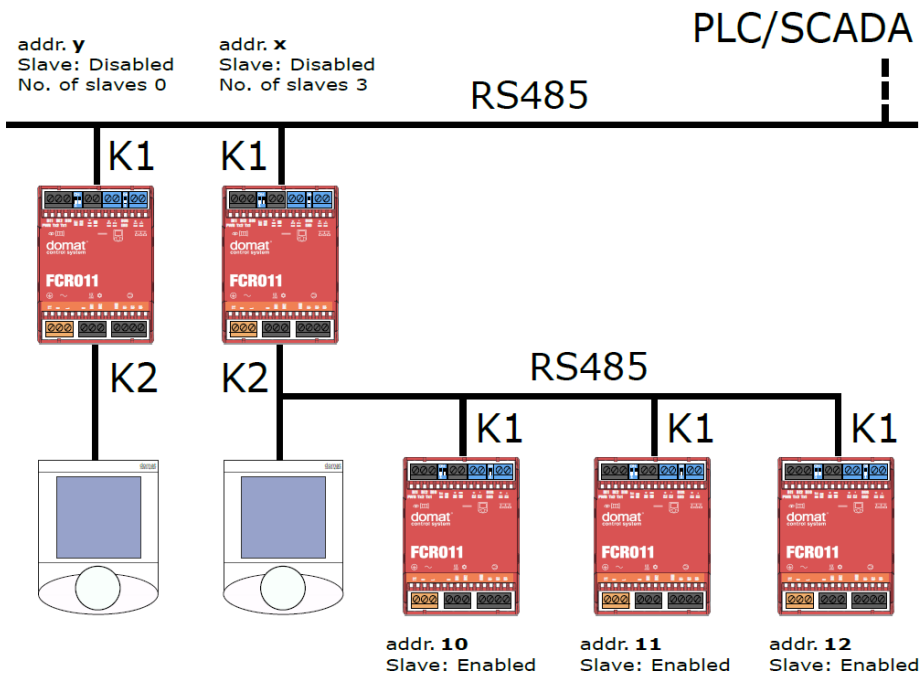 PLC/SCADA
addr. y
Slave: Disabled
No. of slaves 0
addr. x
Slave: Disabled
No. of slaves 3
RS485
K1
K1
domat
control system
FCR011
domat
control system
FCR011
K2
K2
RS485
K1
K1
K1
domat
control system
FCR011
domat
control system
FCR011
domat
control system
FCR011
addr. 10
Slave: Enabled
addr. 11
Slave: Enabled
addr. 12
Slave: Enabled